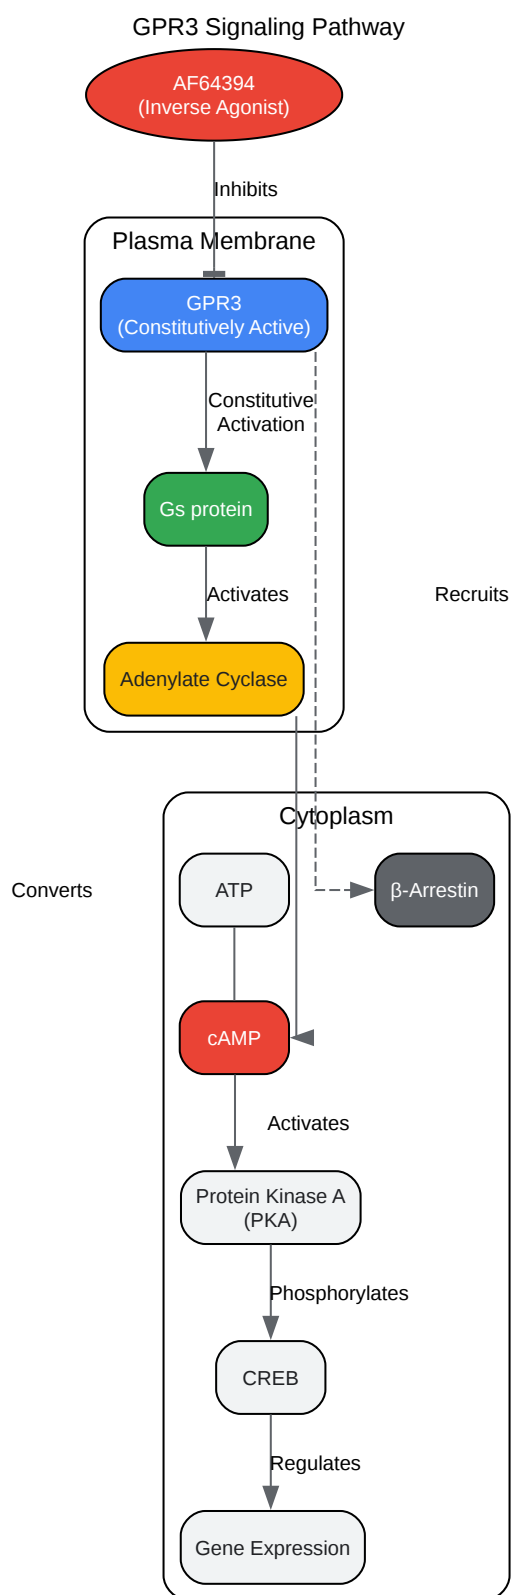 GPR3 Signaling Pathway
AF64394
(Inverse Agonist)
Inhibits
Plasma Membrane
GPR3
(Constitutively Active)
Constitutive
Activation
Gs protein
Activates
Recruits
Adenylate Cyclase
Cytoplasm
Converts
ATP
β-Arrestin
cAMP
Activates
Protein Kinase A
(PKA)
Phosphorylates
CREB
Regulates
Gene Expression